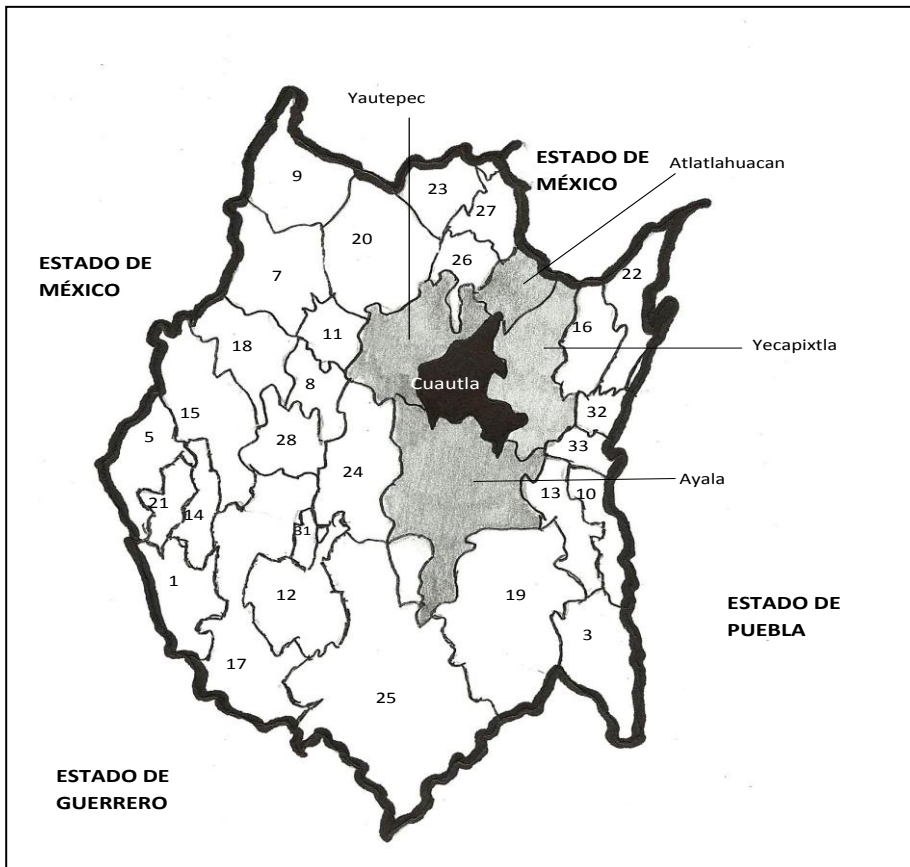 Yautepec
ESTADO DE
MÉXICO
Atlatlahuacan
9
23
27
20
26
22
ESTADO DE
MÉXICO
7
16
11
18
Yecapixtla
8
Cuautla
15
32
5
28
33
24
Ayala
13
10
21
14
31
1
12
19
ESTADO DE
PUEBLA
3
17
25
ESTADO DE
GUERRERO